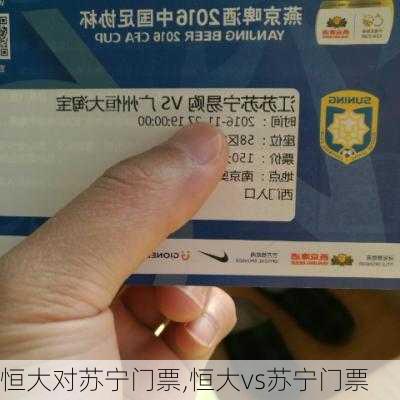 燕京啤酒2016中国足协杯
YANJING BEER 2016 CFA CUP
江苏苏宁易购 VS 广州恒大淘宝
时间：2016-11-27 19:00:00
座位：58区
票价：150
地点：南京奥
西门入口
SUNING
GIONEE
恒大对苏宁门票,恒大vs苏宁门票